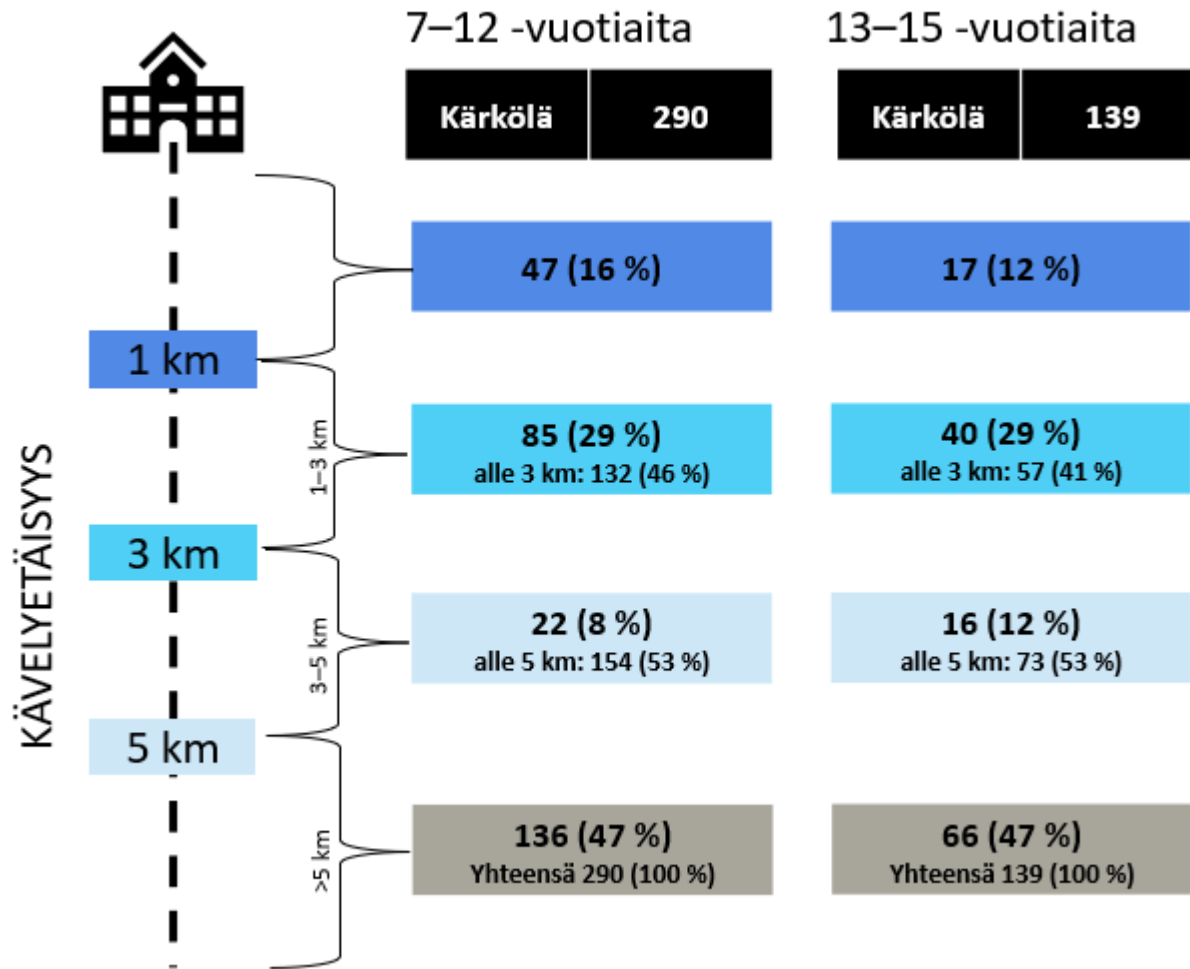 7–12 -vuotiaita
13–15 -vuotiaita
Kärkölä 290
Kärkölä 139
47 (16 %)
17 (12 %)
1 km
1–3 km
85 (29 %)
alle 3 km: 132 (46 %)
40 (29 %)
alle 3 km: 57 (41 %)
KÄVELYETÄISYYS
3 km
3–5 km
22 (8 %)
alle 5 km: 154 (53 %)
16 (12 %)
alle 5 km: 73 (53 %)
5 km
>5 km
136 (47 %)
Yhteensä 290 (100 %)
66 (47 %)
Yhteensä 139 (100 %)